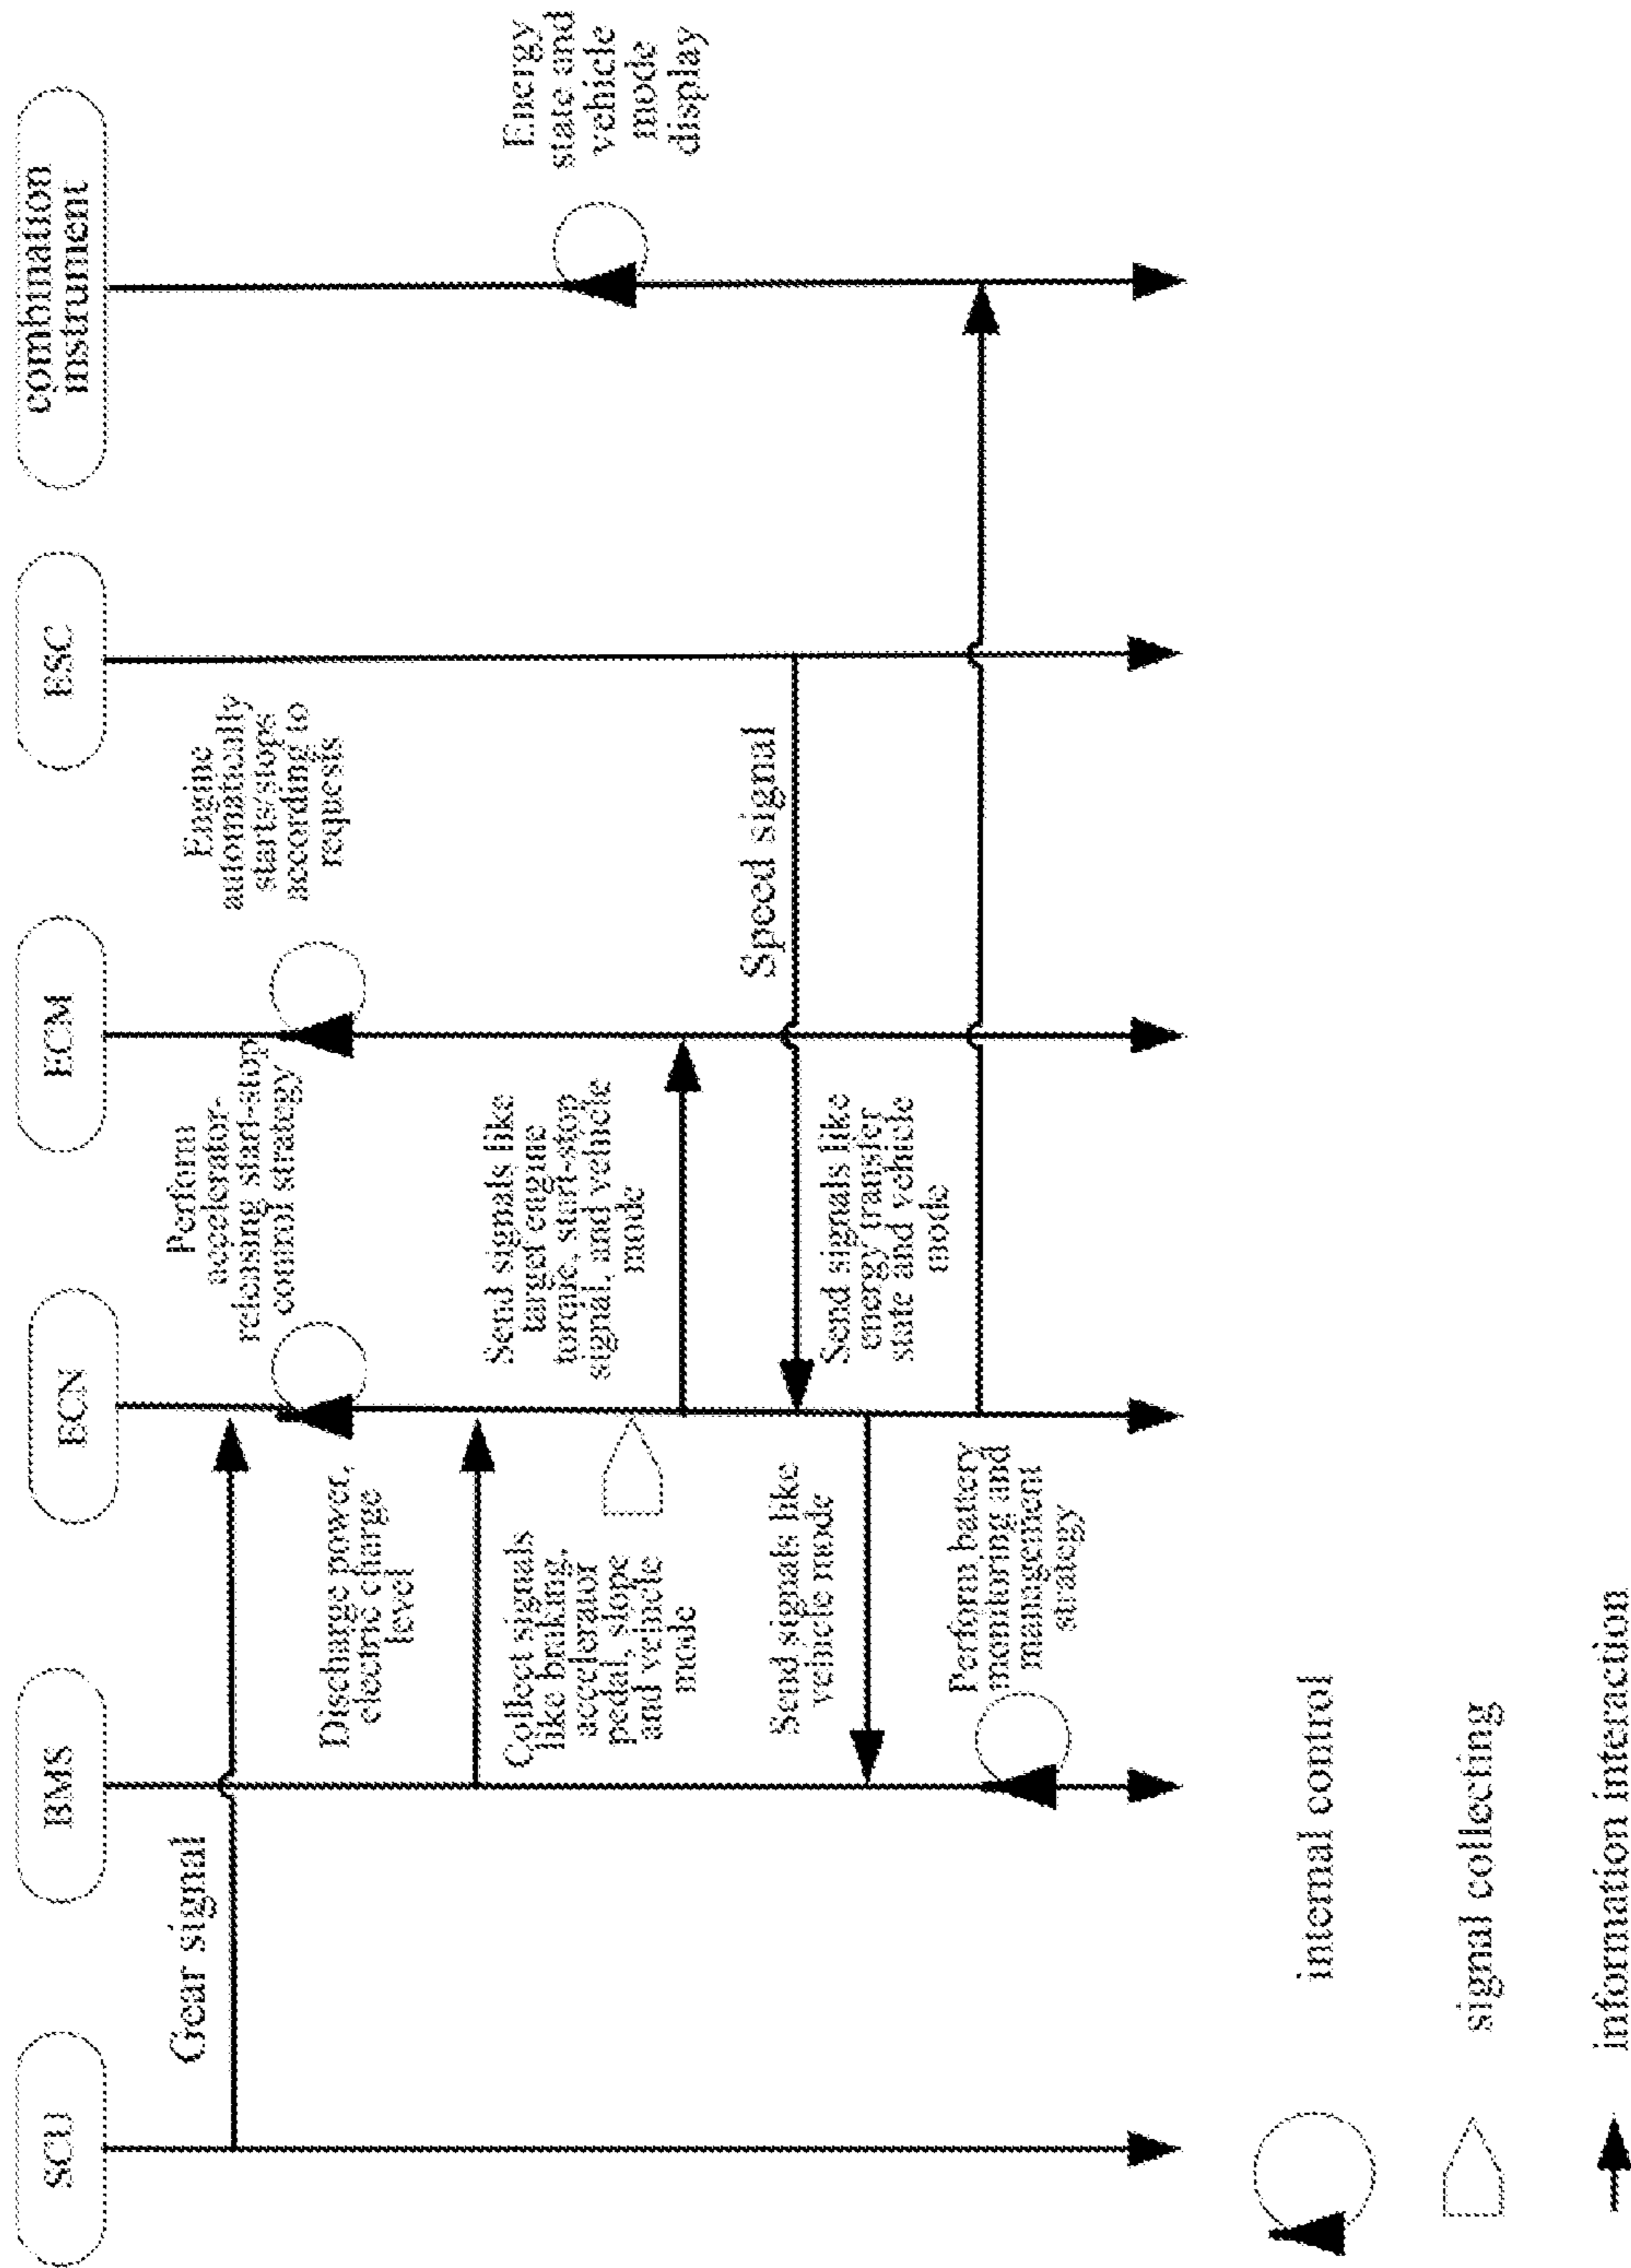 SCU
BMS
ECN
ECM
ESC
combination
instrument
Gear signal
Perform
accelerator-
releasing start-stop
control strategy
Engine
automatically
starts/stops
according to
requests
Discharge power,
electric charge
level
Send signals like
target engine
torque, start-stop
signal, and vehicle
mode
Energy
state and
vehicle
mode
display
Collect signals
like braking,
accelerator
pedal, slope
and vehicle
mode
Speed signal
Send signals like
vehicle mode
Send signals like
energy transfer
state and vehicle
mode
Perform battery
monitoring and
management
strategy
internal control
signal collecting
information interaction